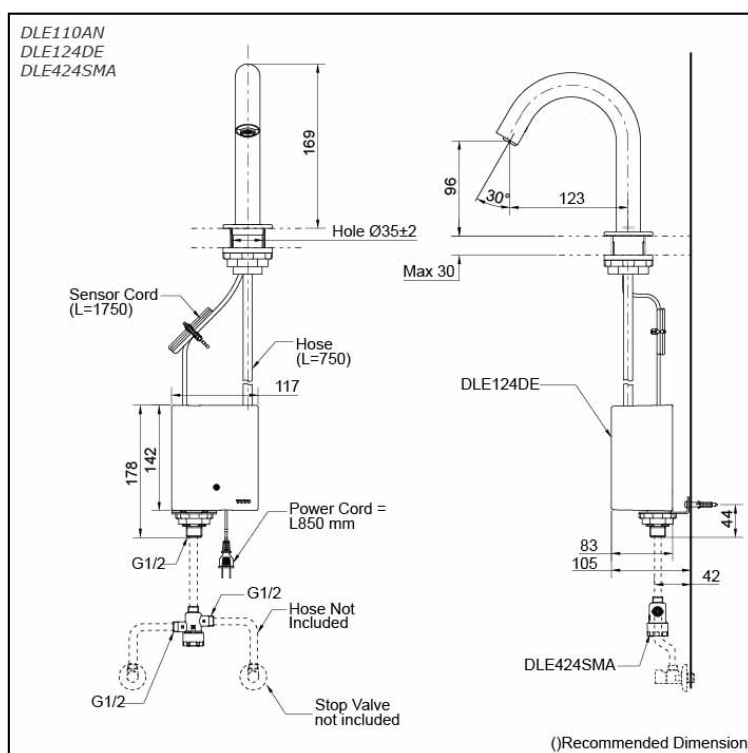 DLE110AN
DLE124DE
DLE424SMA
169
Hole Ø35±2
96
30°
123
Max 30
Sensor Cord
(L=1750)
Hose
(L=750)
117
DLE124DE
178
142
TOTO
Power Cord =
L850 mm
44
G1/2
83
105
42
G1/2
Hose Not
Included
DLE424SMA
G1/2
Stop Valve
not included
()Recommended Dimension